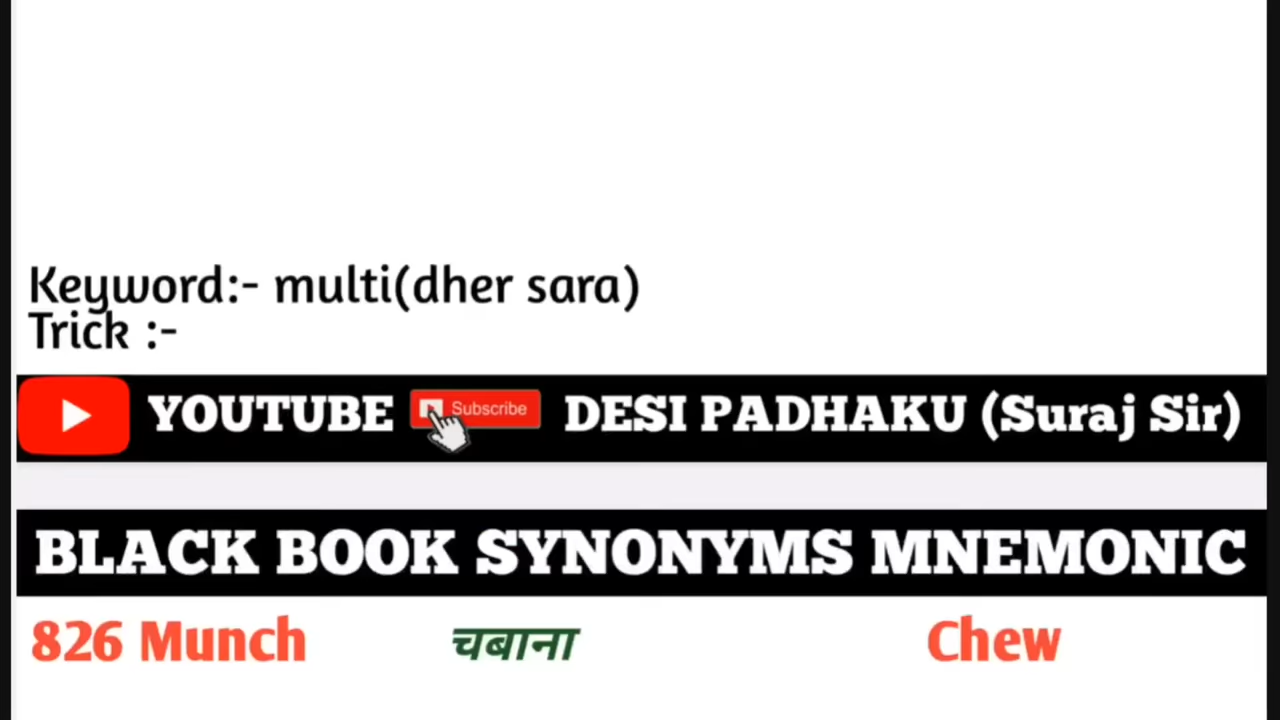 Keyword:- multi(dher sara)
Trick :-
YOUTUBE Subscribe DESI PADHAKU (Suraj Sir)
BLACK BOOK SYNONYMS MNEMONIC
826 Munch चबाना Chew